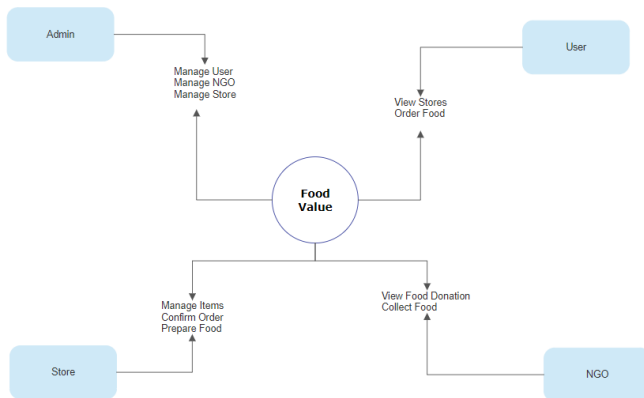 Admin
User
Manage User
Manage NGO
Manage Store
View Stores
Order Food
Food
Value
Manage Items
Confirm Order
Prepare Food
View Food Donation
Collect Food
Store
NGO